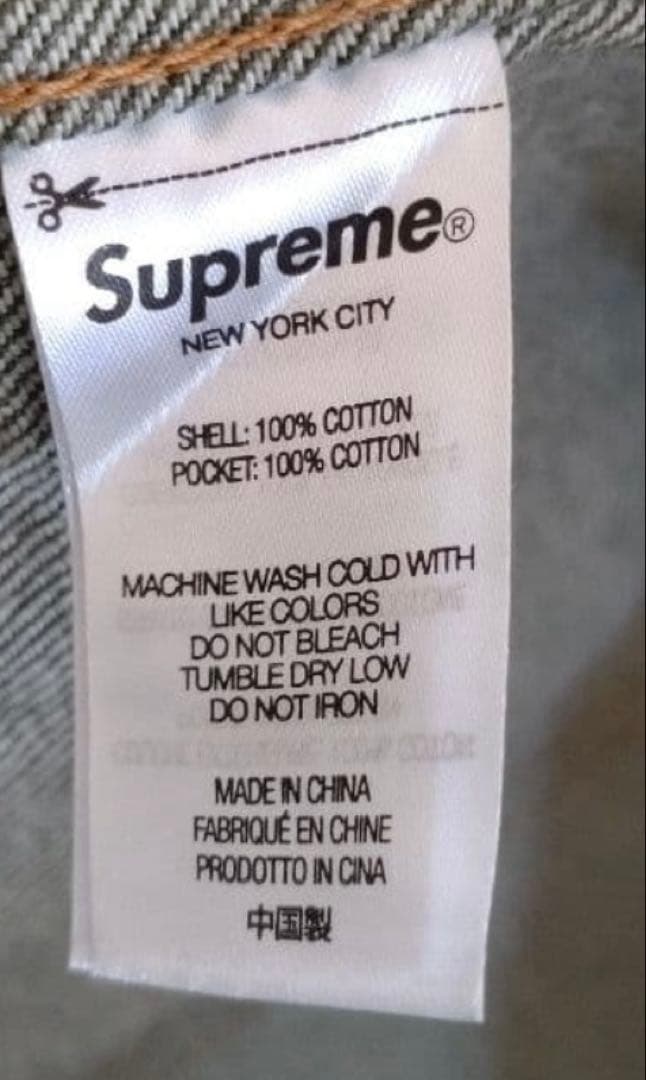 Supreme®
NEW YORK CITY
SHELL: 100% COTTON
POCKET: 100% COTTON
MACHINE WASH COLD WITH
LIKE COLORS
DO NOT BLEACH
TUMBLE DRY LOW
DO NOT IRON
MADE IN CHINA
FABRIQUÉ EN CHINE
PRODOTTO IN CINA
中国製